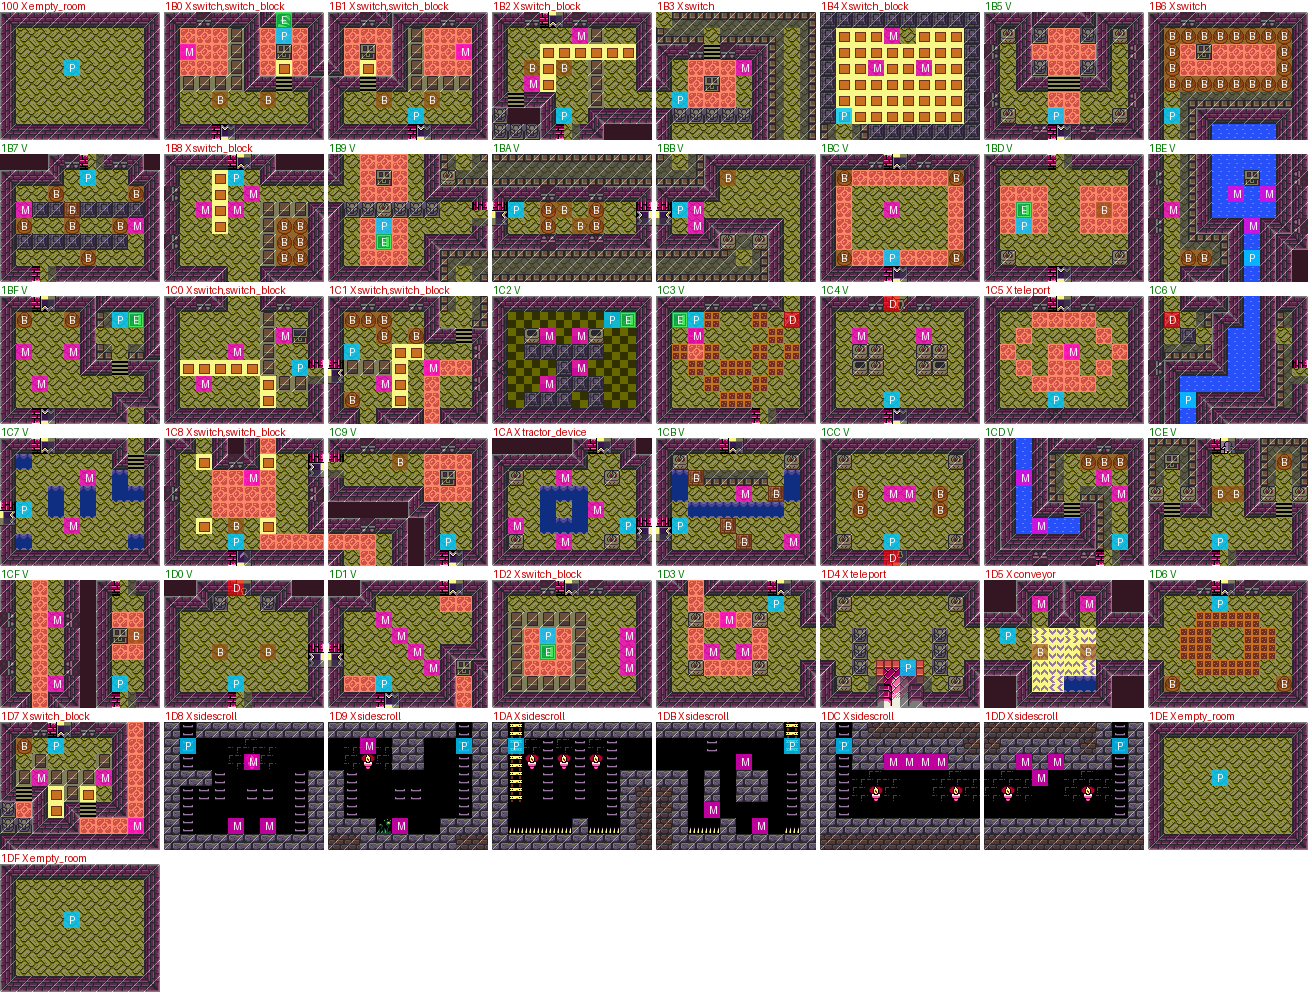 100 X empty_room
1B0 X switch,switch_block
1B1 X switch,switch_block
1B2 X switch_block
1B3 X switch
1B4 X switch_block
1B5 V
1B6 X switch
1B7 V
1B8 X switch_block
1B9 V
1BA V
1BB V
1BC V
1BD V
1BE V
1BF V
1C0 X switch,switch_block
1C1 X switch,switch_block
1C2 V
1C3 V
1C4 V
1C5 X teleport
1C6 V
1C7 V
1C8 X switch,switch_block
1C9 V
1CA X tractor_device
1CB V
1CC V
1CD V
1CE V
1CF V
1D0 V
1D1 V
1D2 X switch_block
1D3 V
1D4 X teleport
1D5 X conveyor
1D6 V
1D7 X switch_block
1D8 X sidescroll
1D9 X sidescroll
1DA X sidescroll
1DB X sidescroll
1DC X sidescroll
1DD X sidescroll
1DE X empty_room
1DF X empty_room